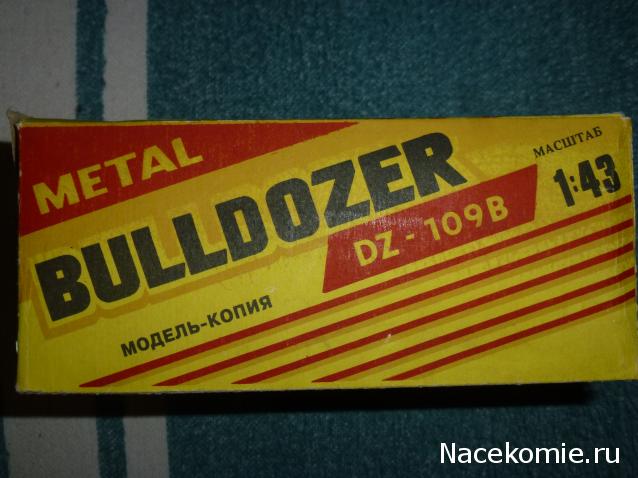 METAL
BULLDOZER
DZ - 109B
МАСШТАБ
1:43
МОДЕЛЬ-КОПИЯ
Nacekomie.ru